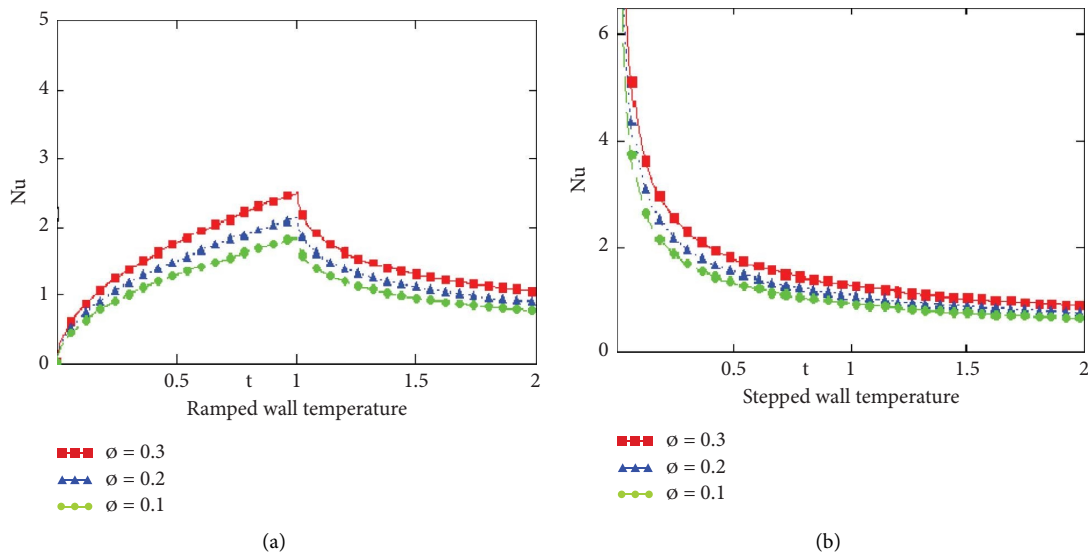 5
4
3
2
1
0
Nu
0.5
t
1
1.5
2
Ramped wall temperature
ø = 0.3
ø = 0.2
ø = 0.1
(a)
6
4
2
0
Nu
0.5
t
1
1.5
2
Stepped wall temperature
ø = 0.3
ø = 0.2
ø = 0.1
(b)